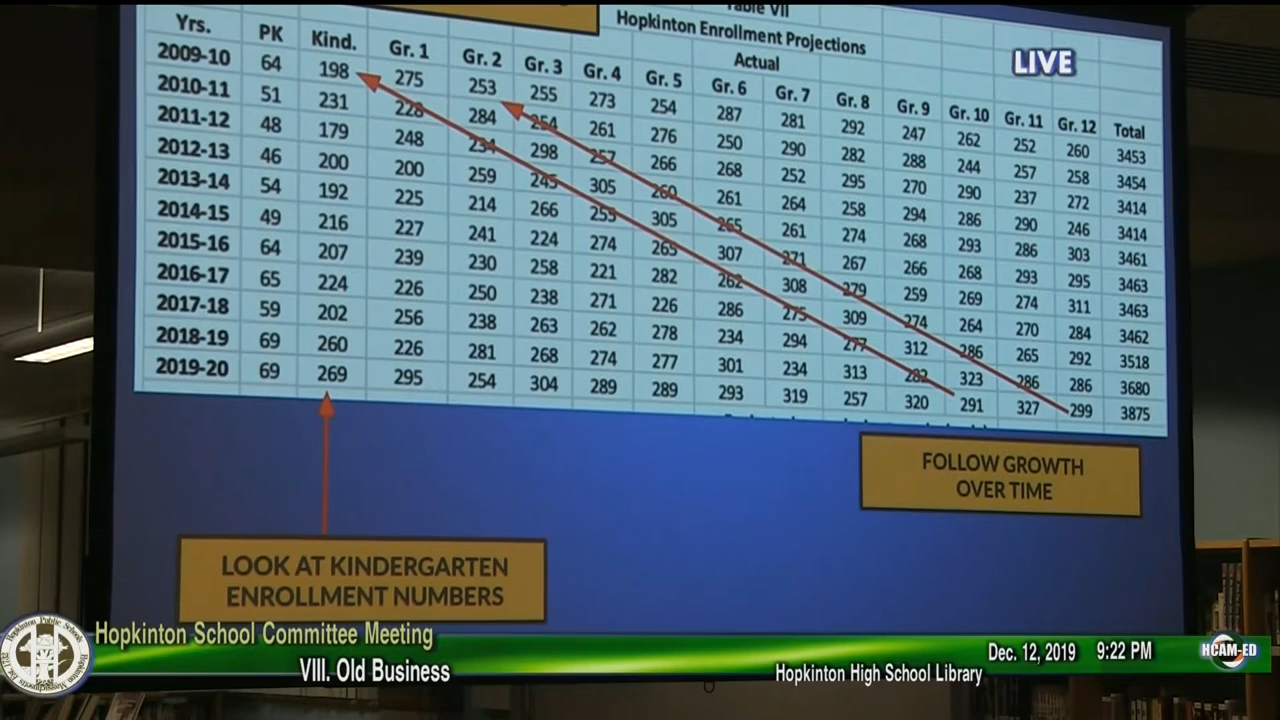 Table VII
Hopkinton Enrollment Projections
Actual
Yrs. PK Kind. Gr. 1 Gr. 2 Gr. 3 Gr. 4 Gr. 5 Gr. 6 Gr. 7 Gr. 8 Gr. 9 Gr. 10 Gr. 11 Gr. 12 Total
2009-10 64 198 275 253 255 273 254 287 281 292 247 262 252 260 3453
2010-11 51 231 228 284 254 261 276 250 290 282 288 244 257 258 3454
2011-12 48 179 248 234 298 257 266 268 252 295 270 290 237 272 3414
2012-13 46 200 200 259 245 305 260 261 264 258 294 286 290 246 3414
2013-14 54 192 225 214 266 255 305 265 261 274 268 293 286 303 3461
2014-15 49 216 227 241 224 274 265 307 271 267 266 268 293 295 3463
2015-16 64 207 239 230 258 221 282 262 308 279 259 269 274 311 3463
2016-17 65 224 226 250 238 271 226 286 275 309 274 264 270 284 3462
2017-18 59 202 256 238 263 262 278 234 294 277 312 286 265 292 3518
2018-19 69 260 226 281 268 274 277 301 234 313 282 323 286 286 3680
2019-20 69 269 295 254 304 289 289 293 319 257 320 291 327 299 3875
LIVE
FOLLOW GROWTH
OVER TIME
LOOK AT KINDERGARTEN
ENROLLMENT NUMBERS
Hopkinton School Committee Meeting
VIII. Old Business
Hopkinton High School Library
Dec. 12, 2019 9:22 PM
HCAM-ED
Hopkinton Public Schools